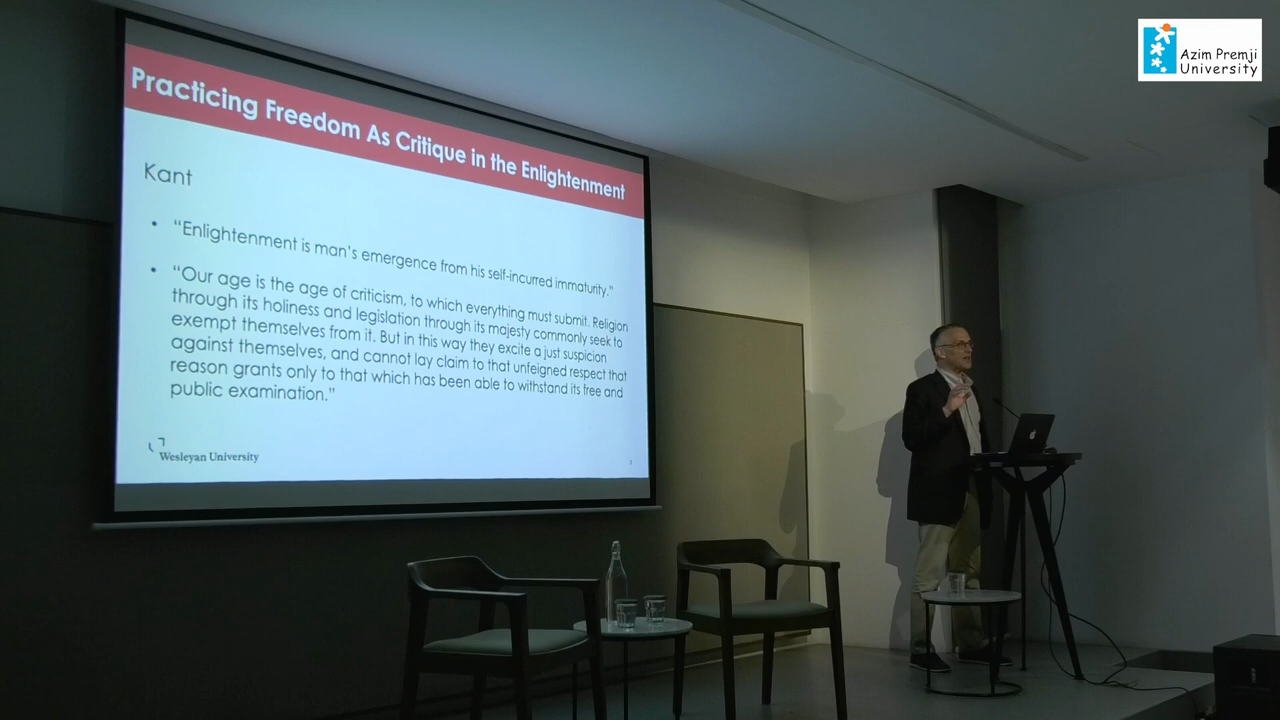 Azim Premji
University
Practicing Freedom As Critique in the Enlightenment
Kant
• “Enlightenment is man’s emergence from his self-incurred immaturity.”
• “Our age is the age of criticism, to which everything must submit. Religion
through its holiness and legislation through its majesty commonly seek to
exempt themselves from it. But in this way they excite a just suspicion
against themselves, and cannot lay claim to that unfeigned respect that
reason grants only to that which has been able to withstand its free and
public examination.”
Wesleyan University